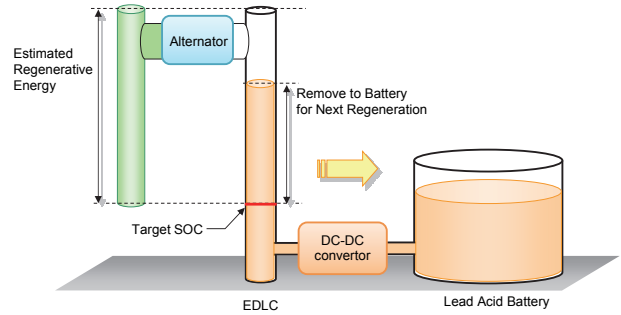 Estimated
Regenerative
Energy
Alternator
Remove to Battery
for Next Regeneration
Target SOC
DC-DC
convertor
EDLC
Lead Acid Battery